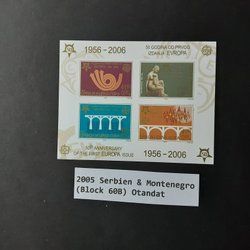 1956 - 2006
50 GODINA OD PRVOG
IZDANJA EVROPA
50TH ANNIVERSARY
OF THE FIRST EUROPA ISSUE
1956 - 2006
2005 Serbien & Montenegro
(Block 60B) Otandat